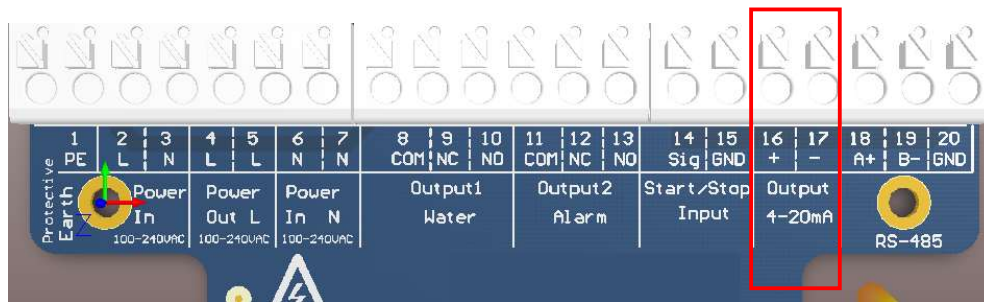 1 2 3 4 5 6 7 8 9 10 11 12 13 14 15 16 17 18 19 20
PE L N L L N N COM NC NO COM NC NO Sig GND + - A+ B- GND
Protective
Earth
Power
In
100-240VAC
Power
Out L
100-240VAC
Power
In N
100-240VAC
Output1
Water
Output2
Alarm
Start/Stop
Input
Output
4-20mA
RS-485